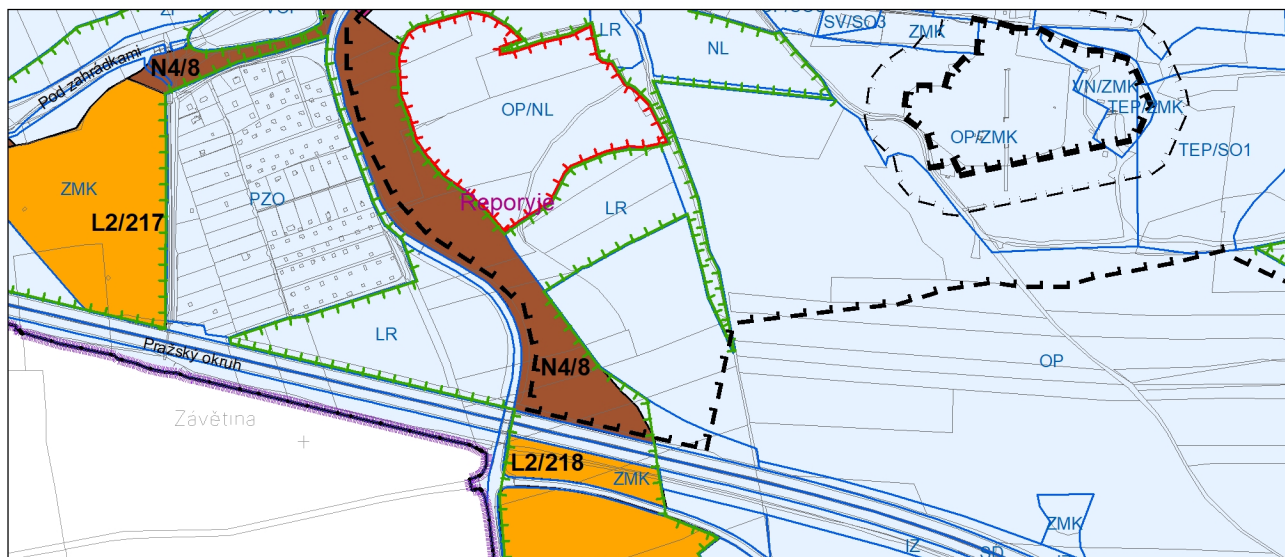 SV/SO3
LR
ZMK
NL
N4/8
Pod zahrádkami
VN/ZMK
OP/NL
TEP/ZMK
OP/ZMK
TEP/SO1
ZMK
PZO
Řeporyje
LR
L2/217
LR
Pražský okruh
N4/8
OP
Závětina
L2/218
ZMK
ZMK
IZ
SD